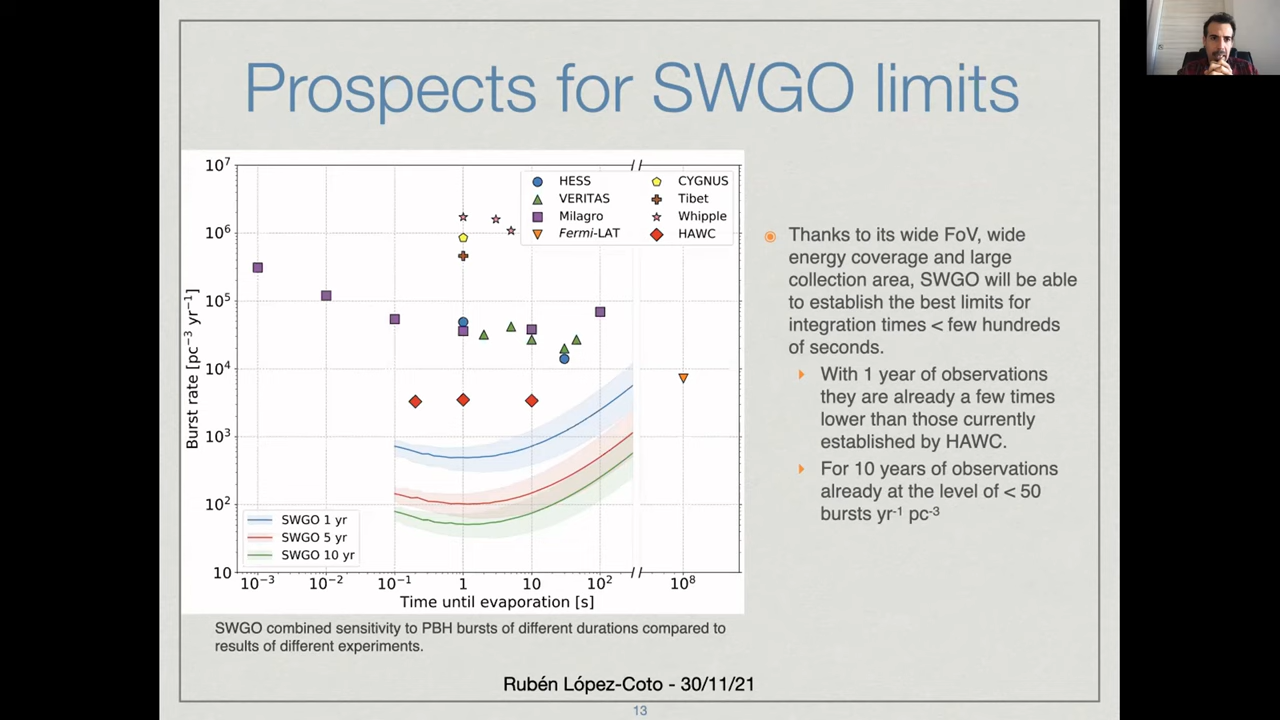 Prospects for SWGO limits
10⁷
10⁶
10⁵
10⁴
10³
10²
10
Burst rate [pc⁻³ yr⁻¹]
HESS
VERITAS
Milagro
Fermi-LAT
CYGNUS
Tibet
Whipple
HAWC
SWGO 1 yr
SWGO 5 yr
SWGO 10 yr
10⁻³ 10⁻² 10⁻¹ 1 10 10² 10⁸
Time until evaporation [s]
SWGO combined sensitivity to PBH bursts of different durations compared to
results of different experiments.
Thanks to its wide FoV, wide
energy coverage and large
collection area, SWGO will be able
to establish the best limits for
integration times < few hundreds
of seconds.
With 1 year of observations
they are already a few times
lower than those currently
established by HAWC.
For 10 years of observations
already at the level of < 50
bursts yr⁻¹ pc⁻³
Rubén López-Coto - 30/11/21
13